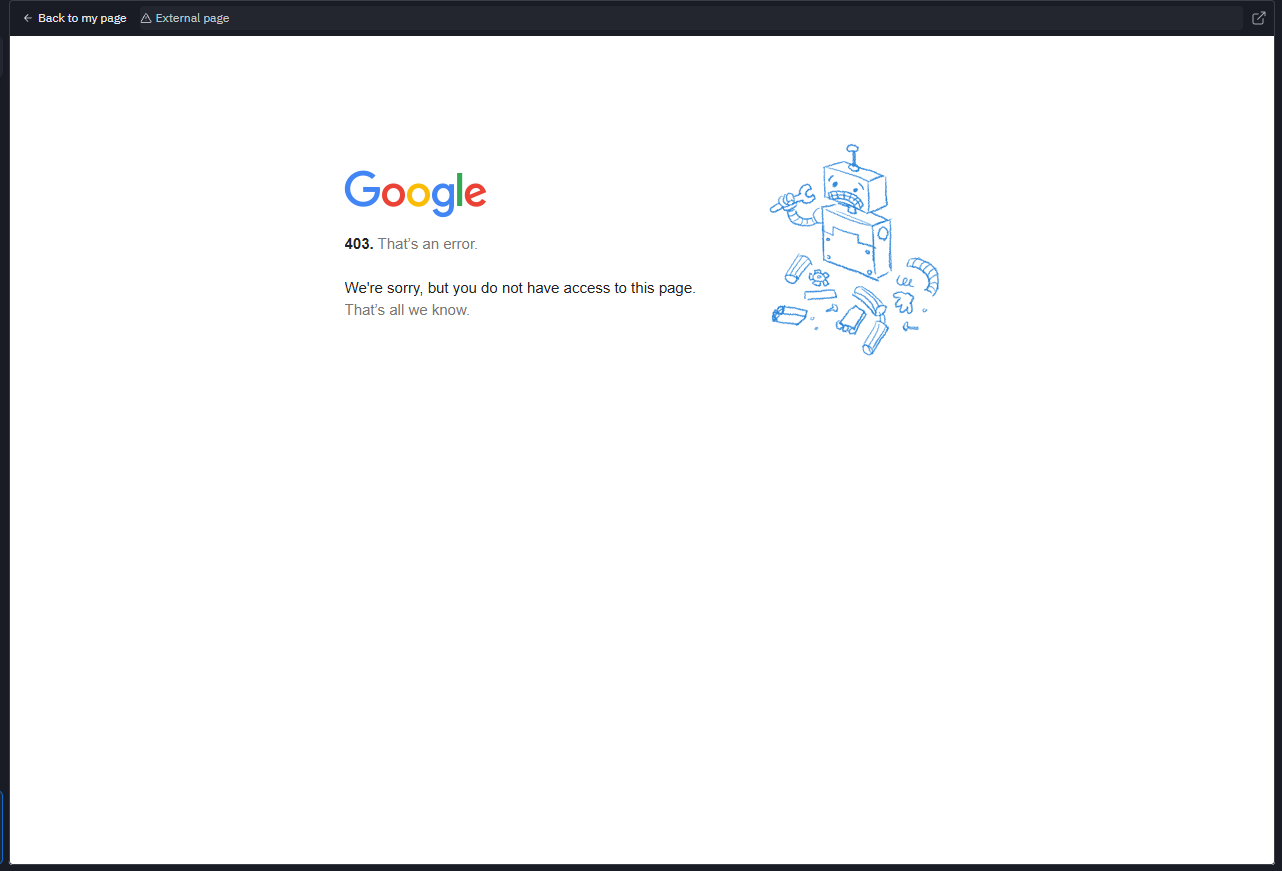 Back to my page
External page
Google
403. That’s an error.
We're sorry, but you do not have access to this page.
That’s all we know.